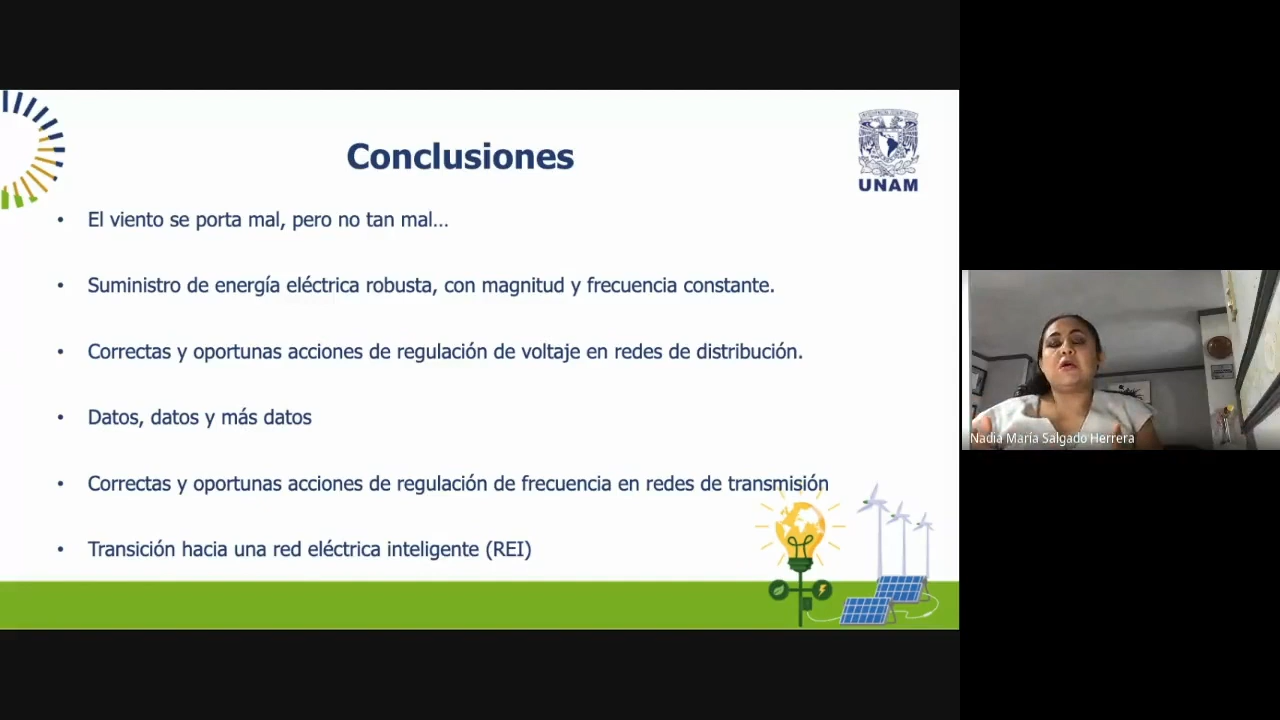 Conclusiones
UNAM
• El viento se porta mal, pero no tan mal...
• Suministro de energía eléctrica robusta, con magnitud y frecuencia constante.
• Correctas y oportunas acciones de regulación de voltaje en redes de distribución.
• Datos, datos y más datos
• Correctas y oportunas acciones de regulación de frecuencia en redes de transmisión
• Transición hacia una red eléctrica inteligente (REI)
Nadia María Salgado Herrera